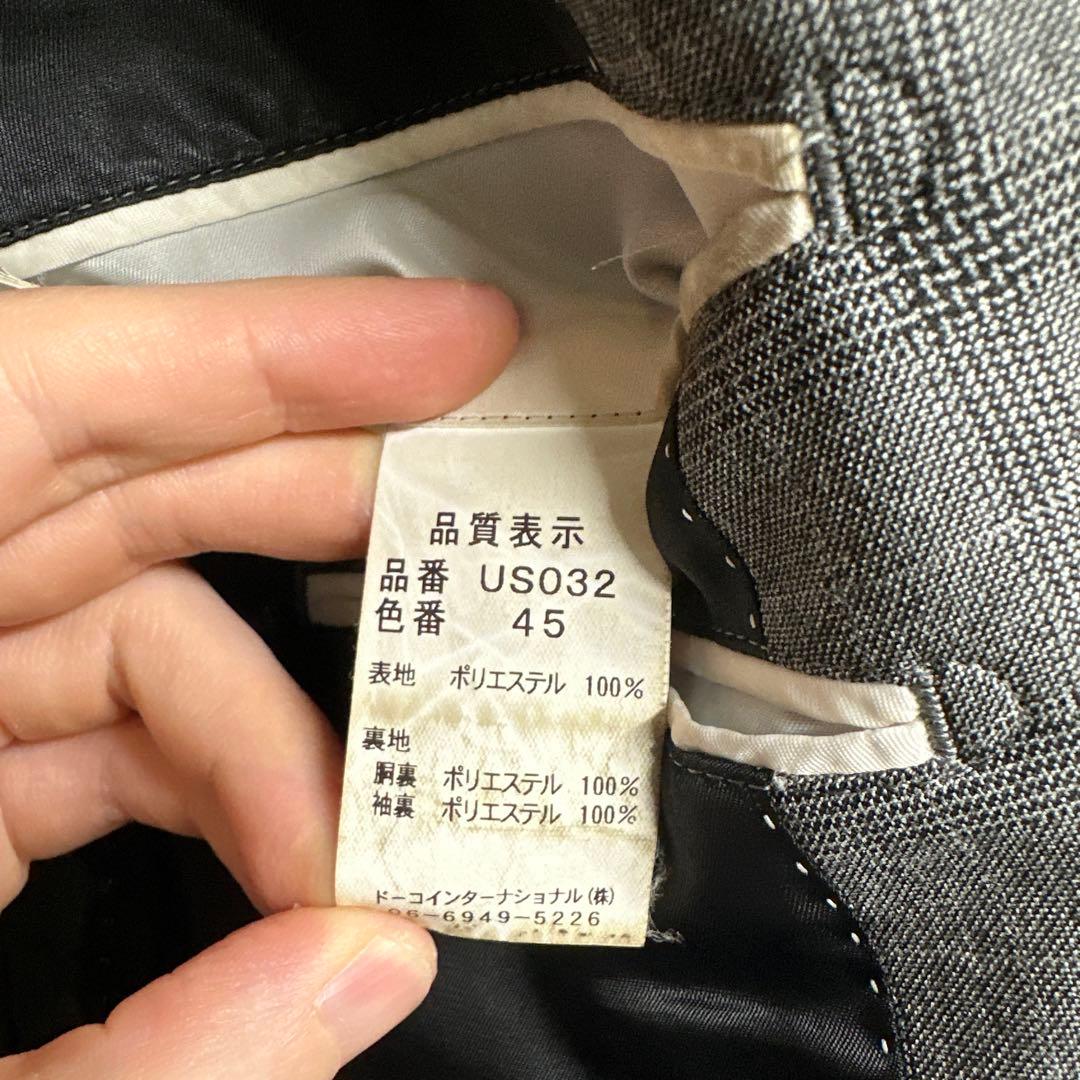 品質表示
品番 US032
色番 45
表地 ポリエステル 100%
裏地
胴裏 ポリエステル 100%
袖裏 ポリエステル 100%
ドーコインターナショナル(株)
06-6949-5226